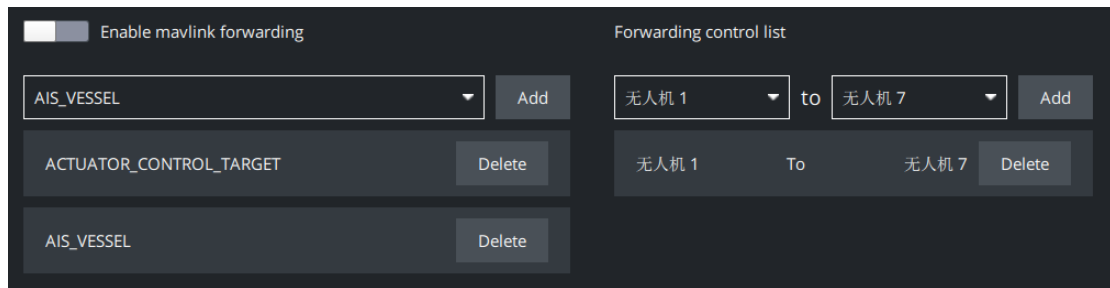 Enable mavlink forwarding
Forwarding control list
AIS_VESSEL Add
无人机 1 to 无人机 7 Add
ACTUATOR_CONTROL_TARGET Delete
无人机 1 To 无人机 7 Delete
AIS_VESSEL Delete